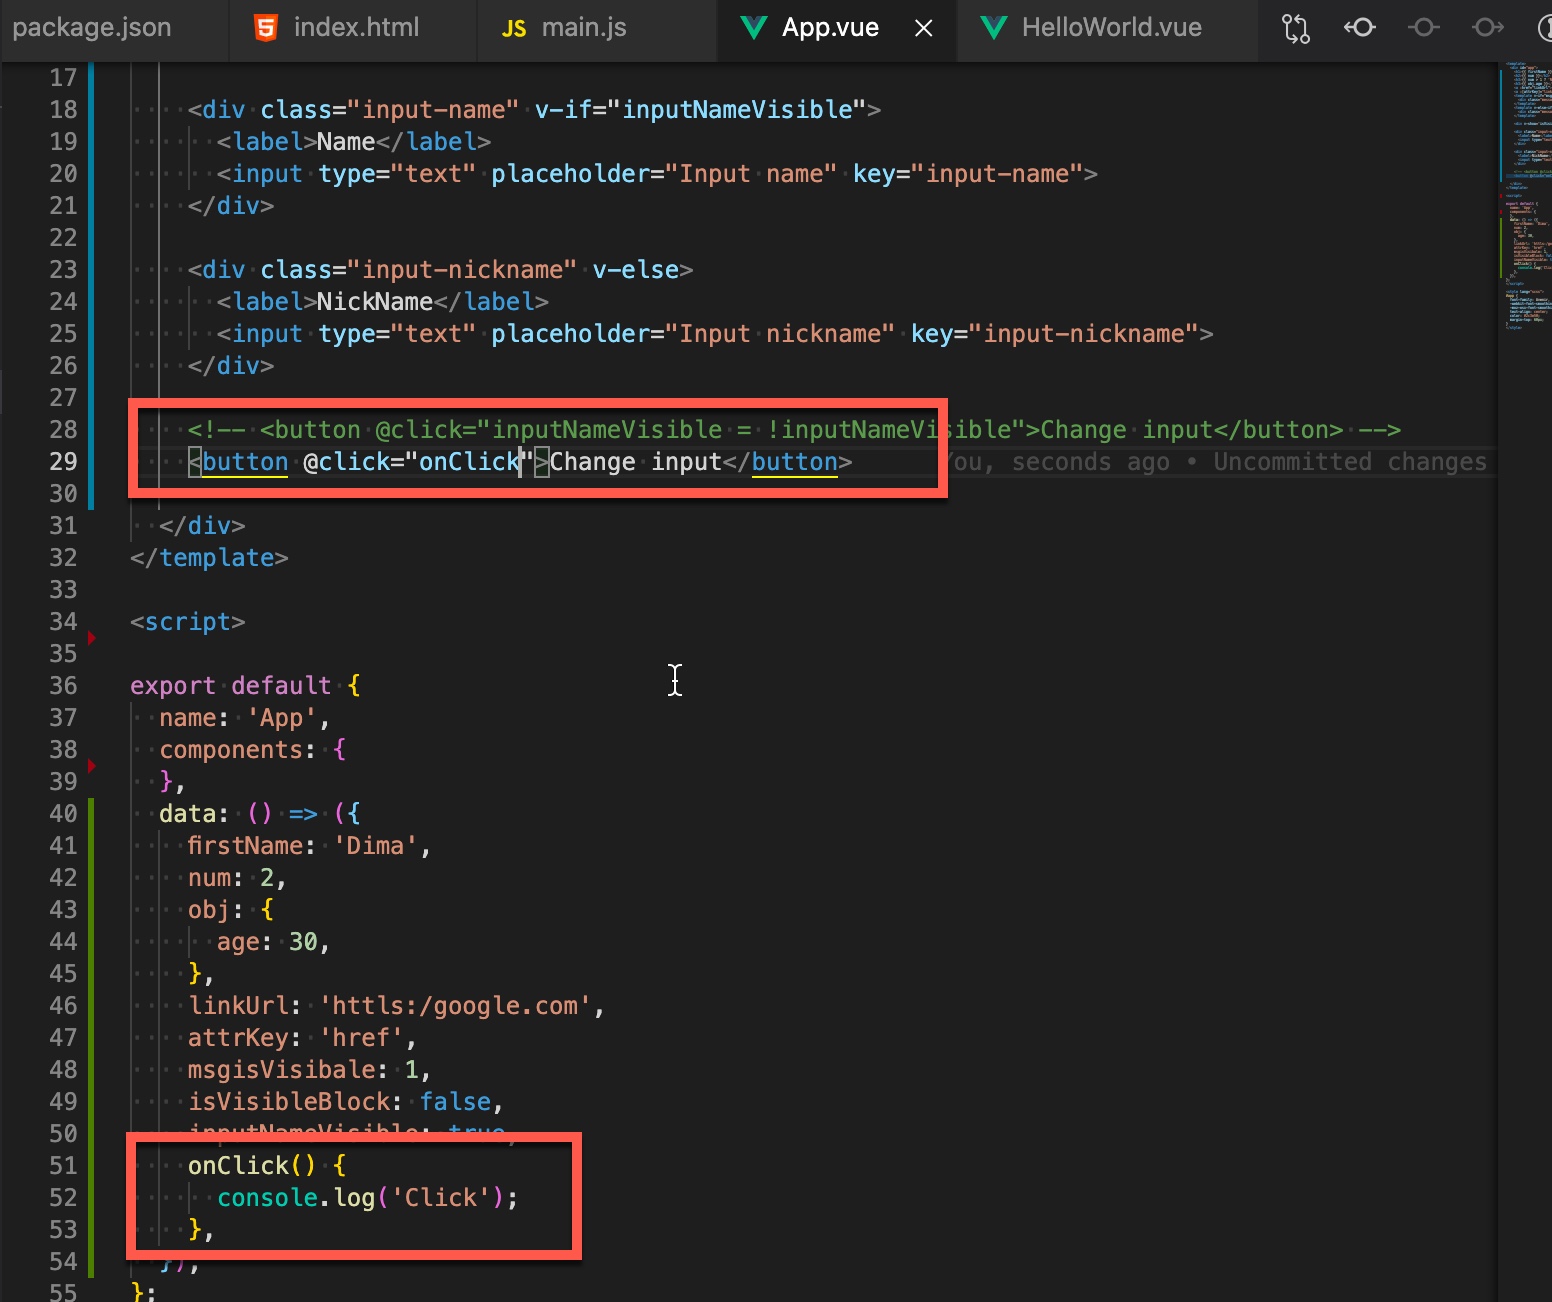 package.json index.html JS main.js App.vue HelloWorld.vue
17
18 <div class="input-name" v-if="inputNameVisible">
19 <label>Name</label>
20 <input type="text" placeholder="Input name" key="input-name">
21 </div>
22
23 <div class="input-nickname" v-else>
24 <label>NickName</label>
25 <input type="text" placeholder="Input nickname" key="input-nickname">
26 </div>
27
28 <!-- <button @click="inputNameVisible = !inputNameVisible">Change input</button> -->
29 <button @click="onClick">Change input</button> You, seconds ago • Uncommitted changes
30
31 </div>
32 </template>
33
34 <script>
35
36 export default {
37 name: 'App',
38 components: {
39 },
40 data: () => ({
41 firstName: 'Dima',
42 num: 2,
43 obj: {
44 age: 30,
45 },
46 linkUrl: 'httls:/google.com',
47 attrKey: 'href',
48 msgisVisibale: 1,
49 isVisibleBlock: false,
50 inputNameVisible: true,
51 onClick() {
52 console.log('Click');
53 },
54 }),
55 };